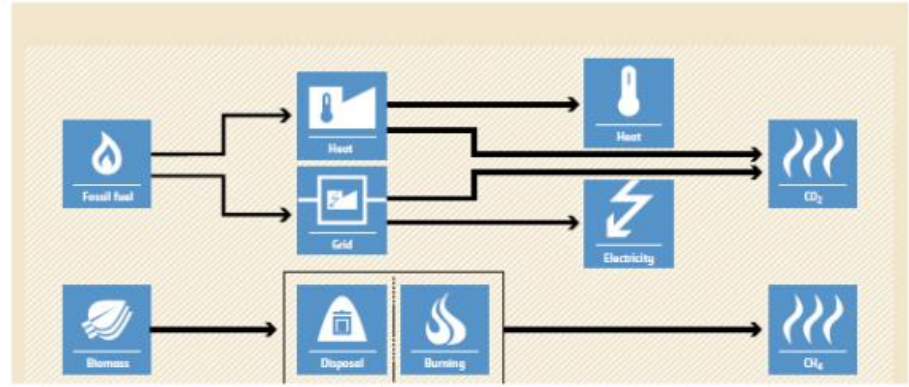 Heat
Heat
Fossil fuel
CO₂
Grid
Electricity
Biomass
Disposal
Burning
CH₄